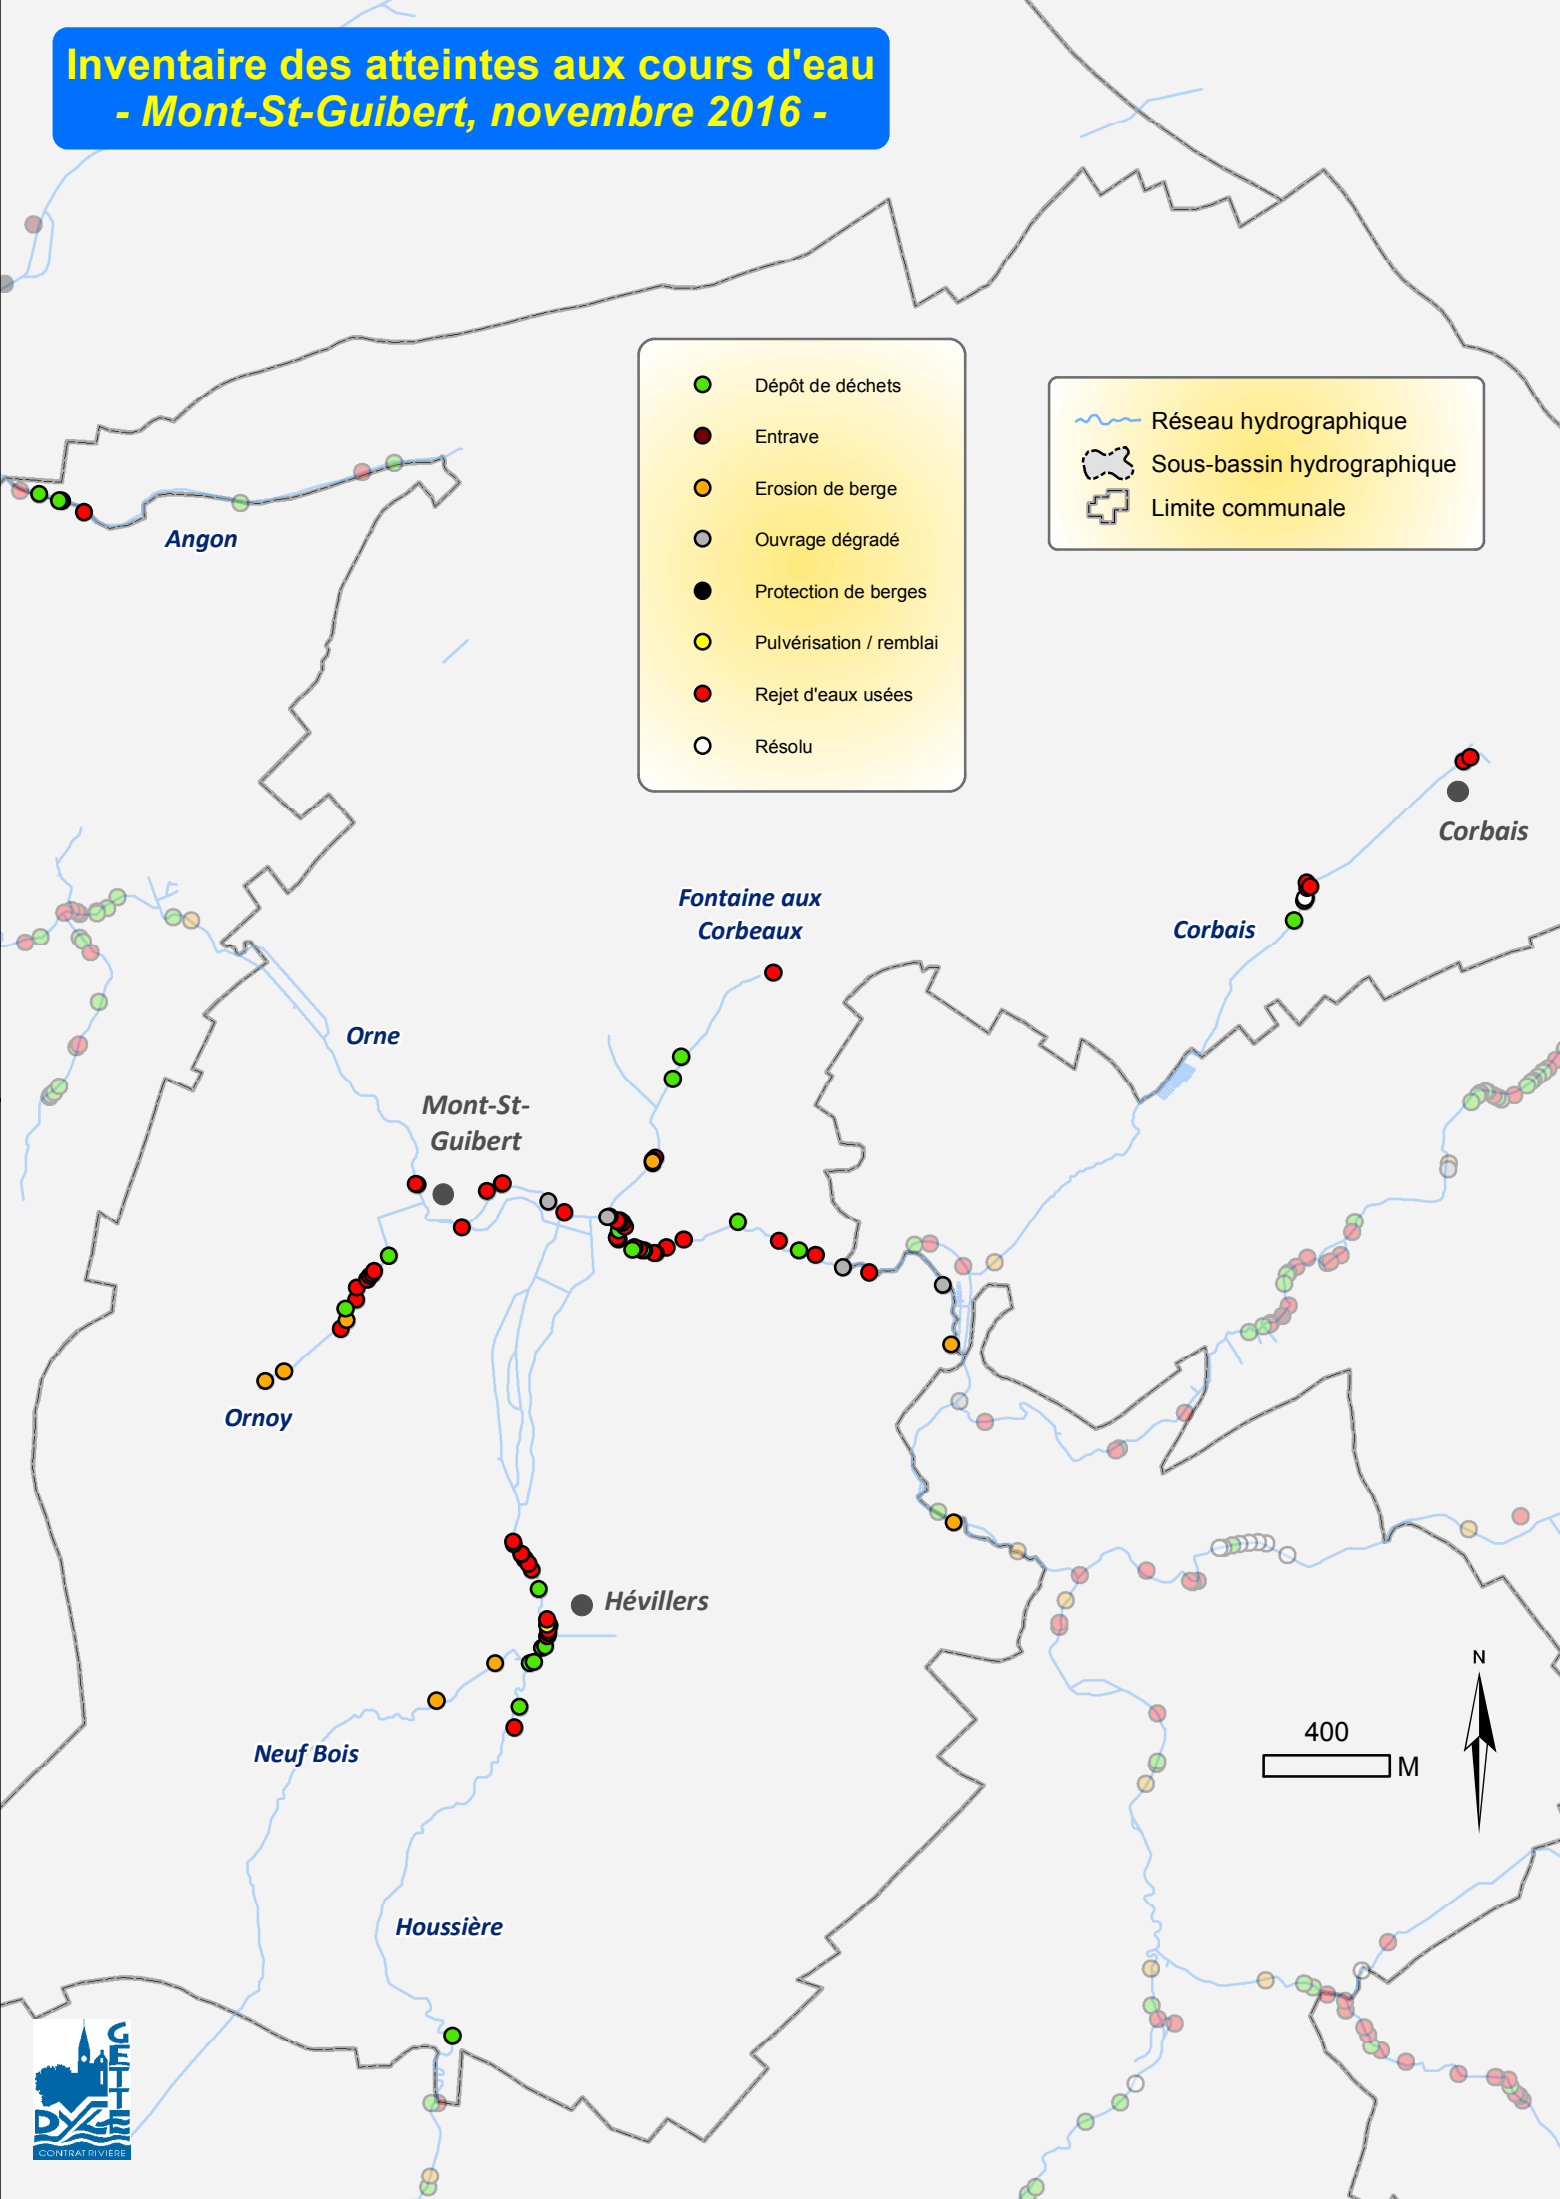 Inventaire des atteintes aux cours d'eau
- Mont-St-Guibert, novembre 2016 -
Dépôt de déchets
Entrave
Erosion de berge
Ouvrage dégradé
Protection de berges
Pulvérisation / remblai
Rejet d'eaux usées
Résolu
Réseau hydrographique
Sous-bassin hydrographique
Limite communale
Angon
Corbais
Fontaine aux
Corbeaux
Corbais
Orne
Mont-St-
Guibert
Ornoy
Hévillers
Neuf Bois
Houssière
N
400
M
GETTE
DYLE
CONTRAT RIVIERE